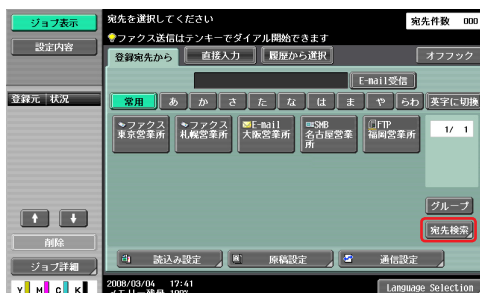 ジョブ表示
宛先を選択してください
宛先件数 000
ファクス送信はテンキーでダイアル開始できます
設定内容
登録宛先から
直接入力
履歴から選択
オフフック
E-mail受信
登録元 状況
常用 あ か さ た な は ま や らわ 英字に切換
ファクス
東京営業所
ファクス
札幌営業所
E-mail
大阪営業所
SMB
名古屋営業
所
FTP
福岡営業所
1/ 1
グループ
宛先検索
削除
ジョブ詳細
読込み設定
原稿設定
通信設定
Y M C K
2008/03/04 17:41
メモリー残量 100%
Language Selection